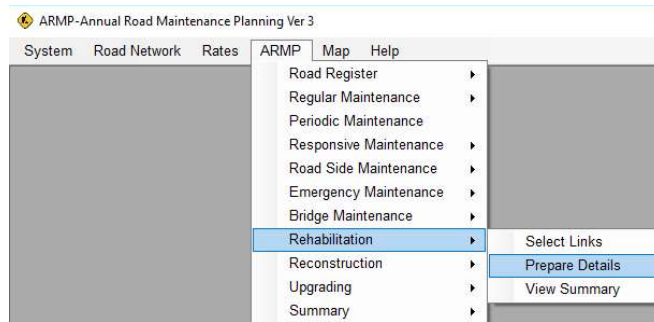 ARMP-Annual Road Maintenance Planning Ver 3
System Road Network Rates ARMP Map Help
Road Register
Regular Maintenance
Periodic Maintenance
Responsive Maintenance
Road Side Maintenance
Emergency Maintenance
Bridge Maintenance
Rehabilitation
Select Links
Reconstruction
Prepare Details
Upgrading
View Summary
Summary